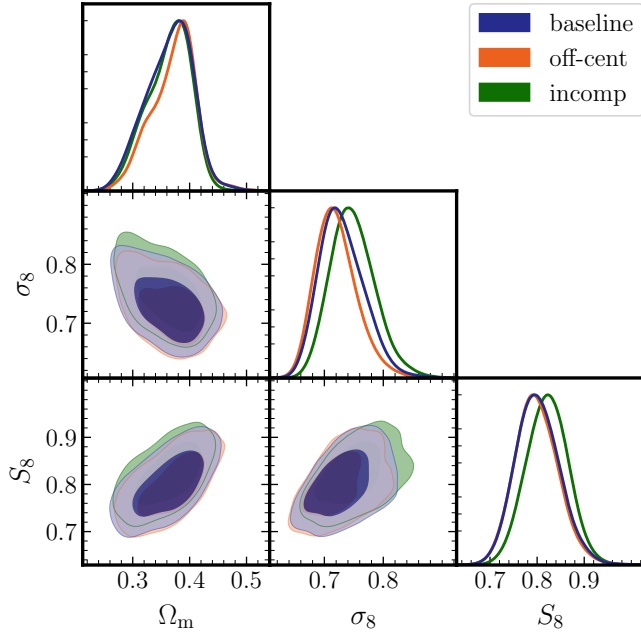 baseline
off-cent
incomp
0.8
0.7
σ₈
0.9
0.8
0.7
S₈
0.3 0.4 0.5
0.7 0.8
0.7 0.8 0.9
Ωₘ
σ₈
S₈